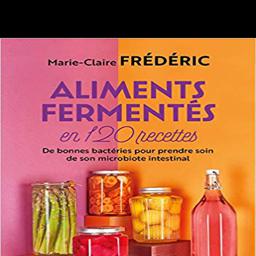 Marie-Claire FRÉDÉRIC
ALIMENTS
FERMENTÉS
en 120 recettes
De bonnes bactéries pour prendre soin
de son microbiote intestinal